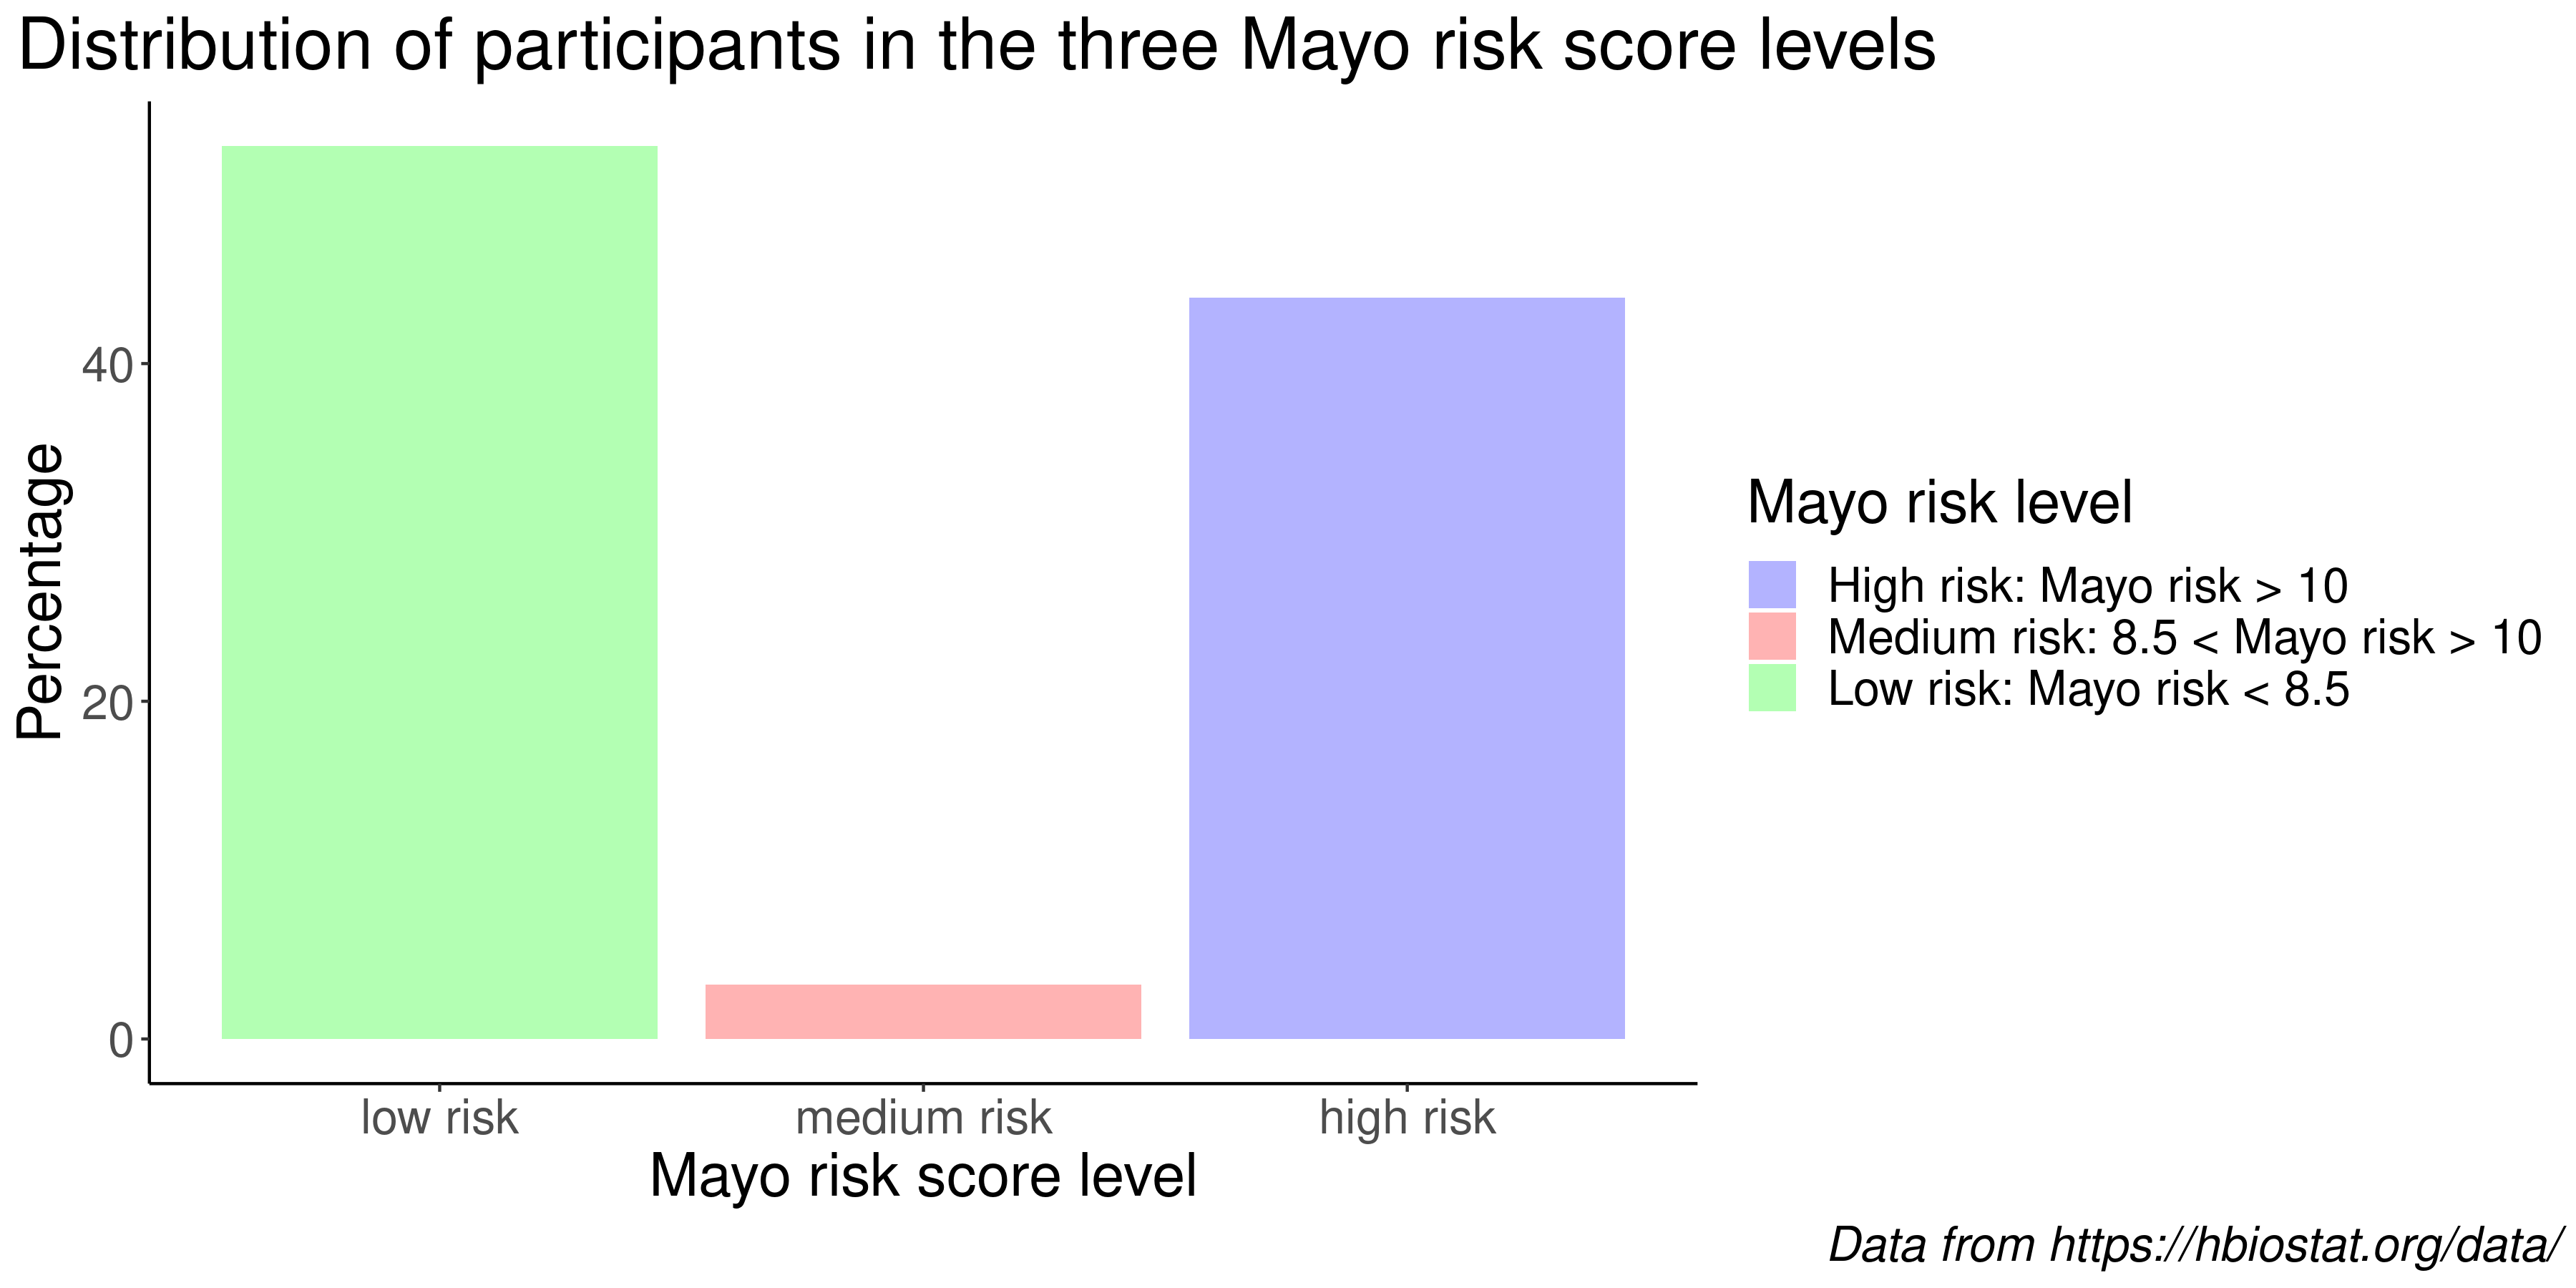 Distribution of participants in the three Mayo risk score levels
Percentage
40
20
0
low risk medium risk high risk
Mayo risk score level
Mayo risk level
High risk: Mayo risk > 10
Medium risk: 8.5 < Mayo risk > 10
Low risk: Mayo risk < 8.5
Data from https://hbiostat.org/data/